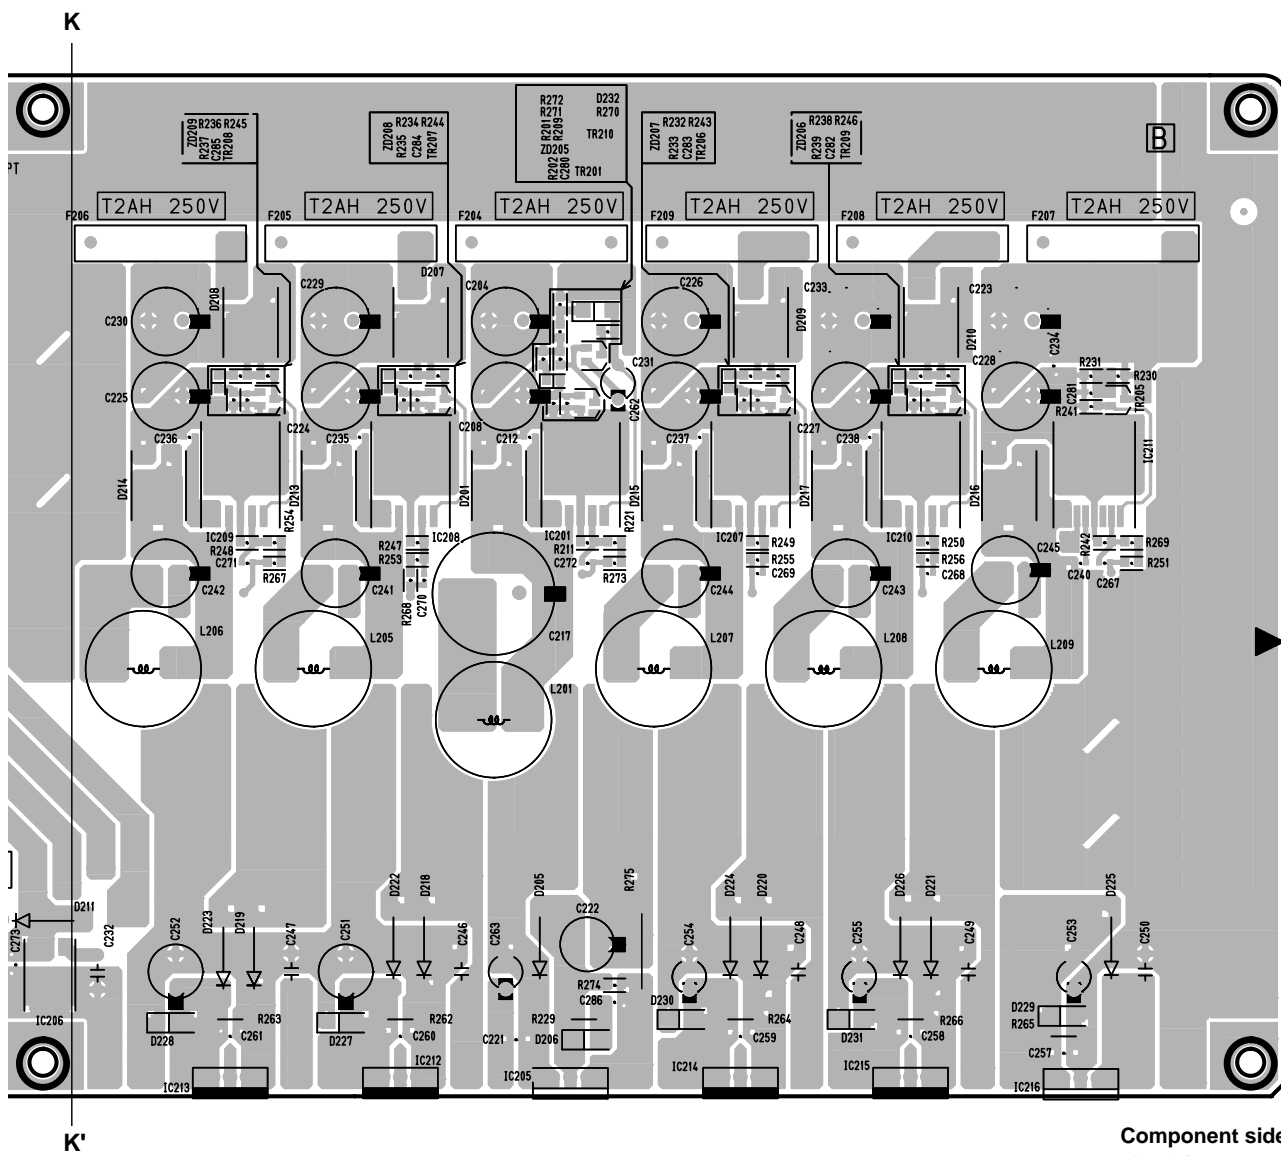 K
B
PT
ZD209 R236 R245
R237 C285 TR208
ZD208 R234 R244
R235 C284 TR207
R272 D232
R271 R270
R201 R209 TR210
ZD205
R202 C280 TR201
ZD207 R232 R243
R233 C283 TR206
ZD206 R238 R246
R239 C282 TR209
T2AH 250V T2AH 250V T2AH 250V T2AH 250V T2AH 250V T2AH 250V
F206 F205 F204 F209 F208 F207
D208 C229 D207 C204 C226 D209 C233 D210 C223
C230 C234
C231 C228 R231 R230
C225 C262 C281 TR205
R241
C224 C208 C227
C236 C235 C212 C237 C238 IC211
D214 D213 D201 D215 D217 D216
R254 R221
IC209 IC208 IC201 IC207 IC210
R248 R247 R211 R249 R250 C245 R242 R269
C271 R253 C272 R255 R256 C240 C267 R251
R267 R273 C269 C268
C242 C241 R268 C270 C244 C243
L206 L205 C217 L207 L208 L209
L201
D222 D218 D205 R275 D224 D220 D226 D221 D225
D211 C222
C273 C232 C252 D223 D219 C247 C251 C246 C263 C254 C248 C255 C249 C253 C250
R274
C286 D230 D229
IC206 R263 R262 R229 R264 R266 R265
D228 C261 D227 C260 C221 D206 C259 D231 C258
C257
IC213 IC212 IC205 IC214 IC215 IC216
K'
Component side